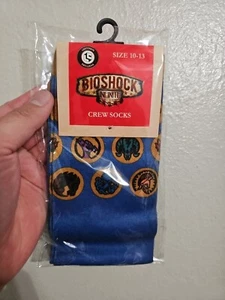 SIZE 10-13
BIOSHOCK
INFINITE
CREW SOCKS